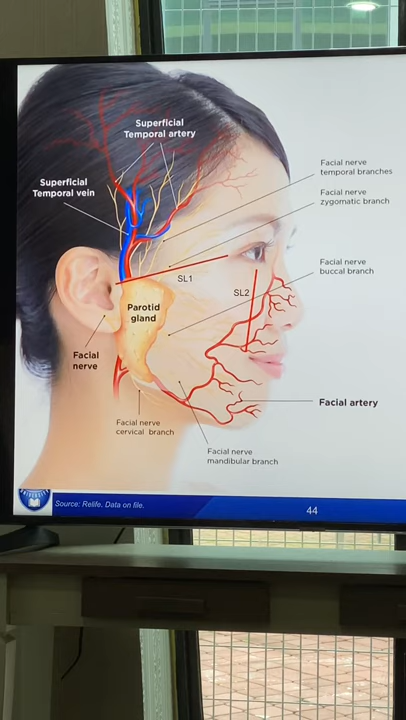 Superficial
Temporal artery
Superficial
Temporal vein
Facial nerve
temporal branches
Facial nerve
zygomatic branch
Facial nerve
buccal branch
SL1
SL2
Parotid
gland
Facial
nerve
Facial artery
Facial nerve
cervical branch
Facial nerve
mandibular branch
UNIVERSITY
Source: Relife. Data on file.
44